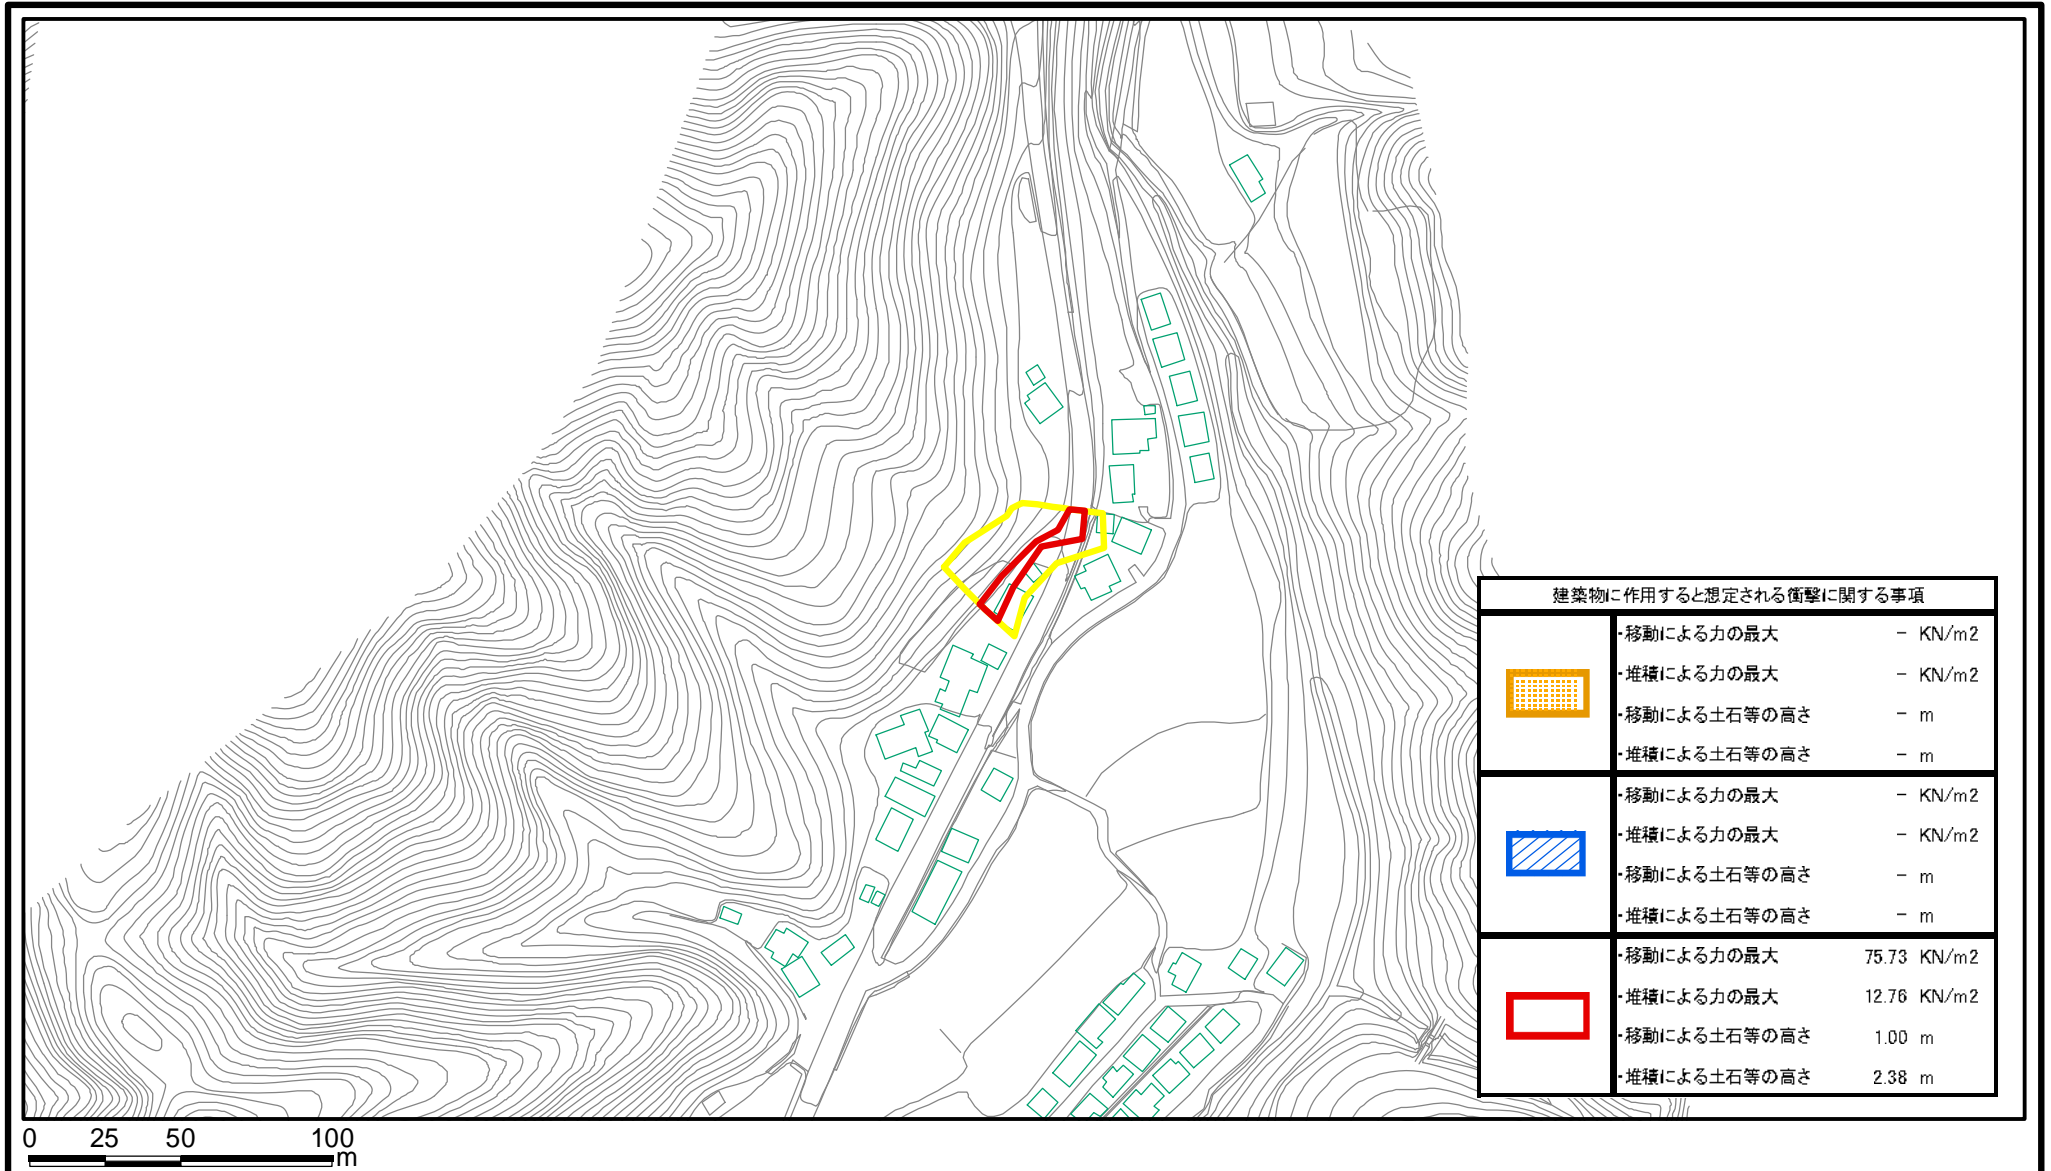 建築物に作用すると想定される衝撃に関する事項
・移動による力の最大 － KN/m2
・堆積による力の最大 － KN/m2
・移動による土石等の高さ － m
・堆積による土石等の高さ － m
・移動による力の最大 － KN/m2
・堆積による力の最大 － KN/m2
・移動による土石等の高さ － m
・堆積による土石等の高さ － m
・移動による力の最大 75.73 KN/m2
・堆積による力の最大 12.76 KN/m2
・移動による土石等の高さ 1.00 m
・堆積による土石等の高さ 2.38 m
0 25 50 100
m